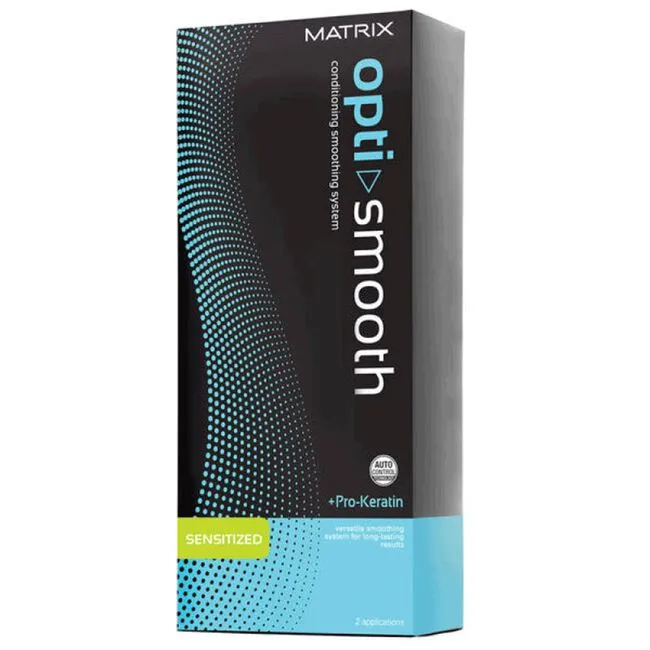 MATRIX
opti smooth
conditioning smoothing system
AUTO
CONTROL
+Pro-Keratin
SENSITIZED
versatile smoothing
system for long-lasting
results
2 applications